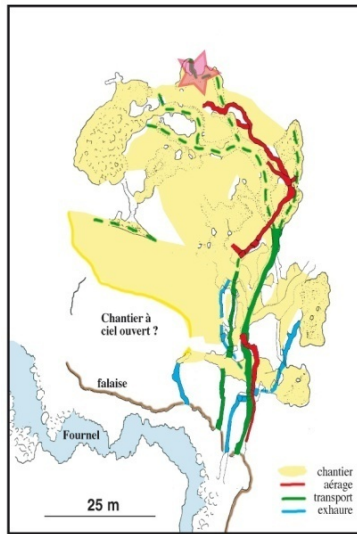 Chantier à
ciel ouvert ?
falaise
Fournel
25 m
chantier
aérage
transport
exhaure